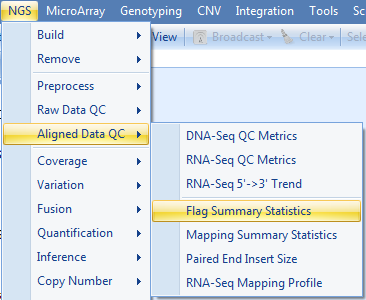 NGS MicroArray Genotyping CNV Integration Tools Sc
Build
View Broadcast Clear Sele
Remove
Preprocess
Raw Data QC
Aligned Data QC
DNA-Seq QC Metrics
RNA-Seq QC Metrics
Coverage
RNA-Seq 5'->3' Trend
Variation
Flag Summary Statistics
Fusion
Mapping Summary Statistics
Quantification
Paired End Insert Size
Inference
RNA-Seq Mapping Profile
Copy Number